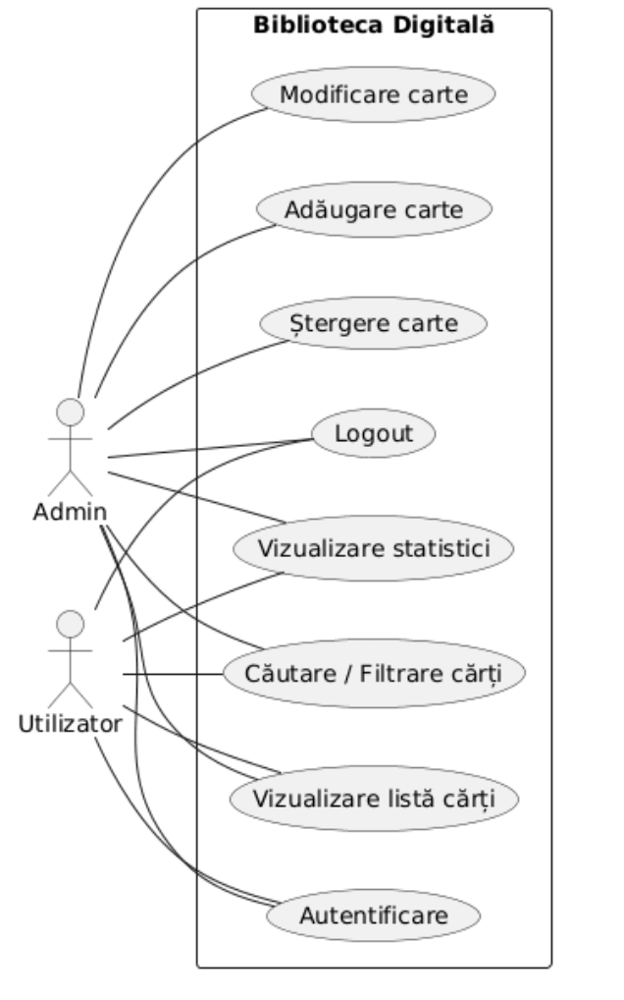 Biblioteca Digitală
Modificare carte
Adăugare carte
Ștergere carte
Logout
Admin
Vizualizare statistici
Căutare / Filtrare cărți
Utilizator
Vizualizare listă cărți
Autentificare